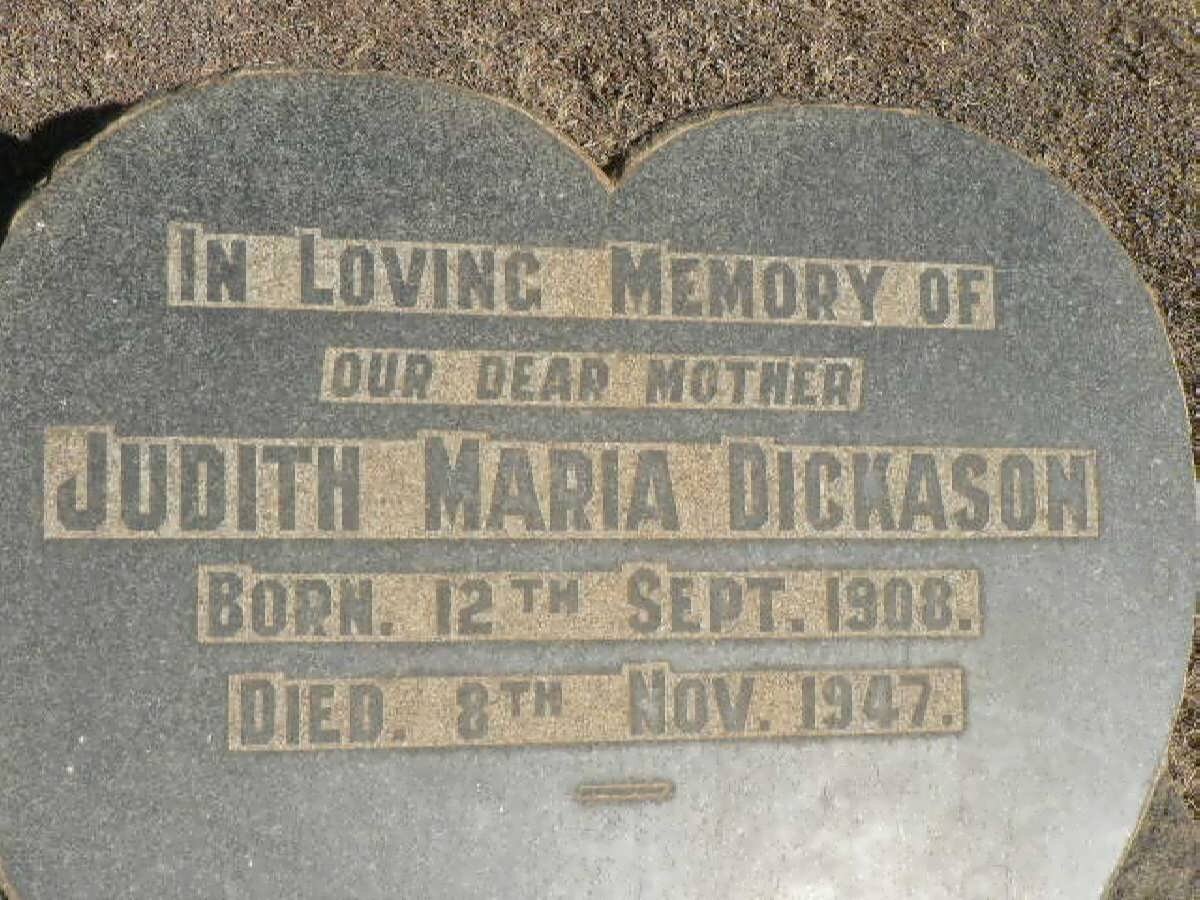 IN LOVING MEMORY OF
OUR DEAR MOTHER
JUDITH MARIA DICKASON
BORN. 12TH SEPT. 1908.
DIED. 8TH NOV. 1947.